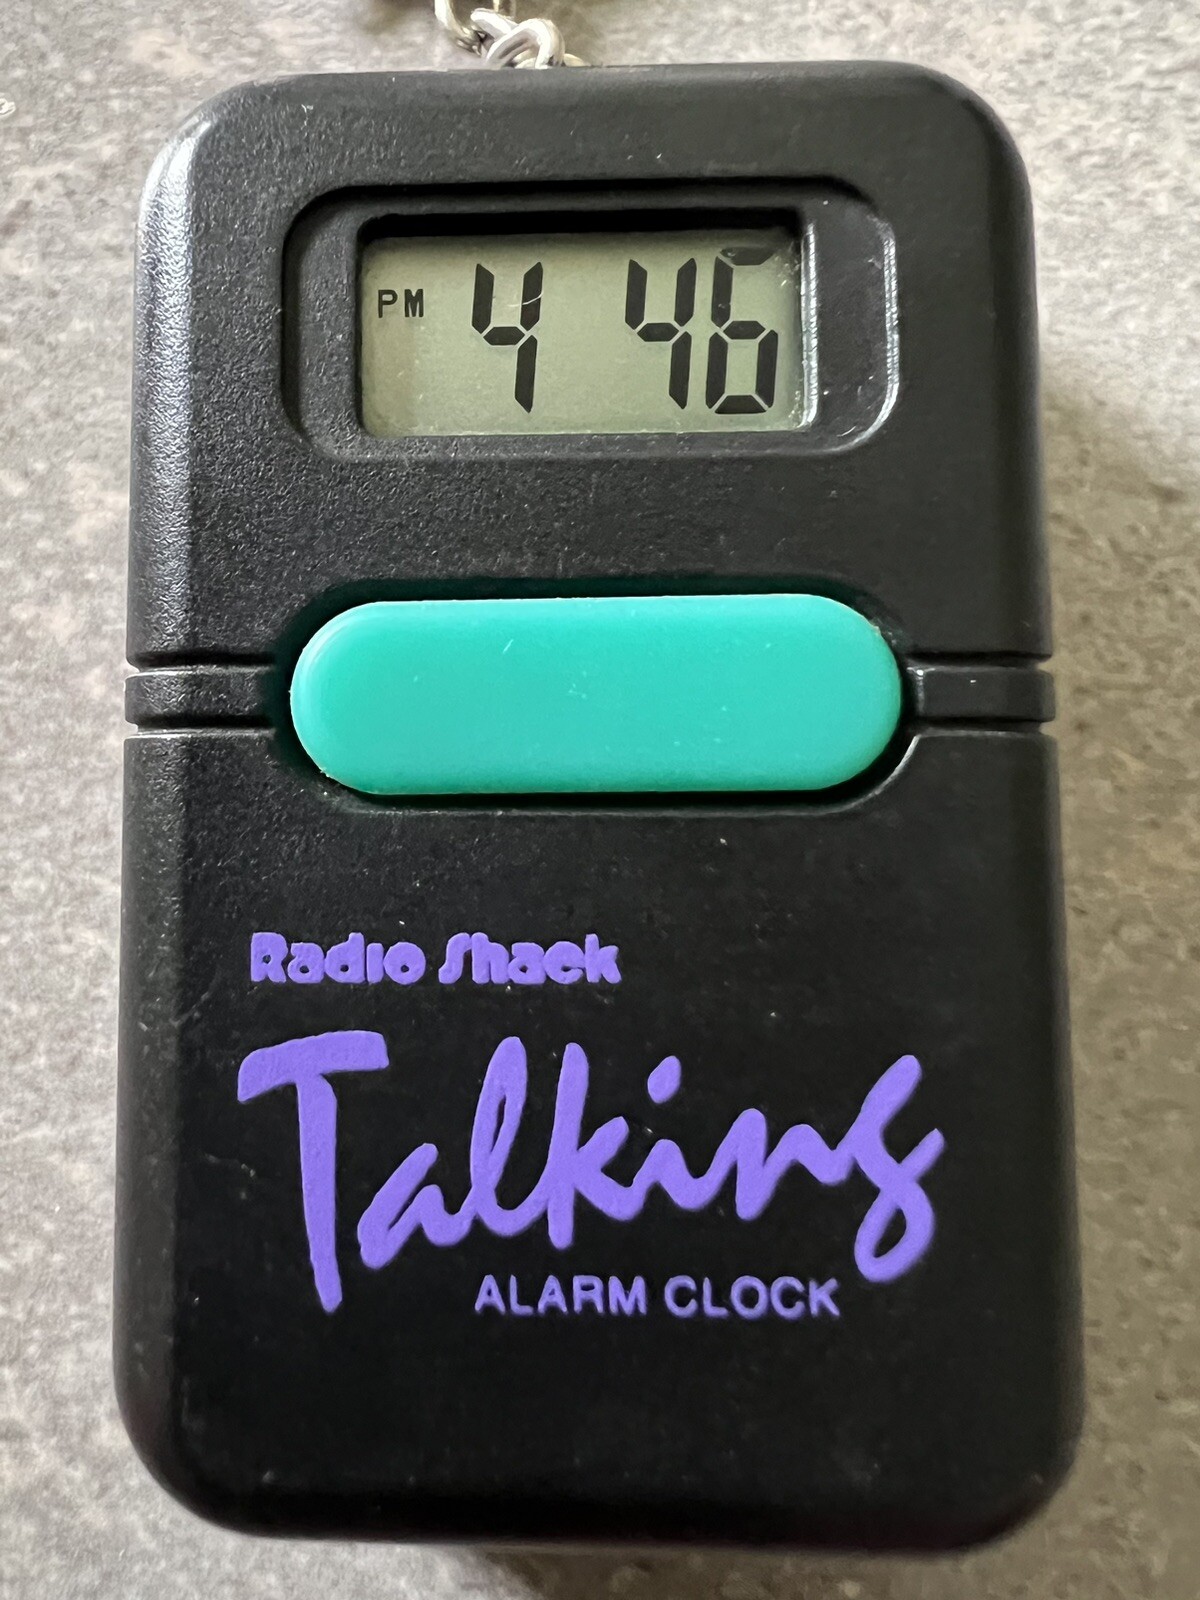 PM 4 46
Radio Shack
Talking
ALARM CLOCK